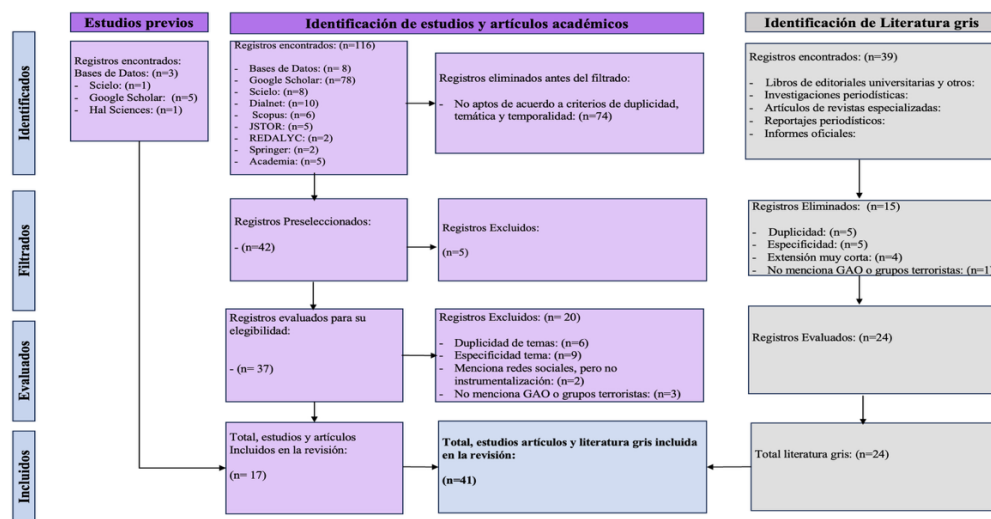 Estudios previos
Identificación de estudios y artículos académicos
Identificación de Literatura gris
Identificados
Registros encontrados:
Bases de Datos: (n=3)
- Scielo: (n=1)
- Google Scholar: (n=5)
- Hal Sciences: (n=1)
Registros encontrados: (n=116)
- Bases de Datos: (n= 8)
- Google Scholar: (n=78)
- Scielo: (n=8)
- Dialnet: (n=10)
- Scopus: (n=6)
- JSTOR: (n=5)
- REDALYC: (n=2)
- Springer: (n=2)
- Academia: (n=5)
Registros eliminados antes del filtrado:
- No aptos de acuerdo a criterios de duplicidad,
temática y temporalidad: (n=74)
Registros encontrados: (n=39)
- Libros de editoriales universitarias y otros:
- Investigaciones periodísticas:
- Artículos de revistas especializadas:
- Reportajes periodísticos:
- Informes oficiales:
Filtrados
Registros Preseleccionados:
- (n=42)
Registros Excluidos:
(n=5)
Registros Eliminados: (n=15)
- Duplicidad: (n=5)
- Especificidad: (n=5)
- Extensión muy corta: (n=4)
- No menciona GAO o grupos terroristas: (n=1
Evaluados
Registros evaluados para su
elegibilidad:
- (n= 37)
Registros Excluidos: (n= 20)
- Duplicidad de temas: (n=6)
- Especificidad tema: (n=9)
- Menciona redes sociales, pero no
instrumentalización: (n=2)
- No menciona GAO o grupos terroristas: (n=3)
Registros Evaluados: (n=24)
Incluidos
Total, estudios y artículos
Incluidos en la revisión:
(n= 17)
Total, estudios artículos y literatura gris incluida
en la revisión:
(n=41)
Total literatura gris: (n=24)